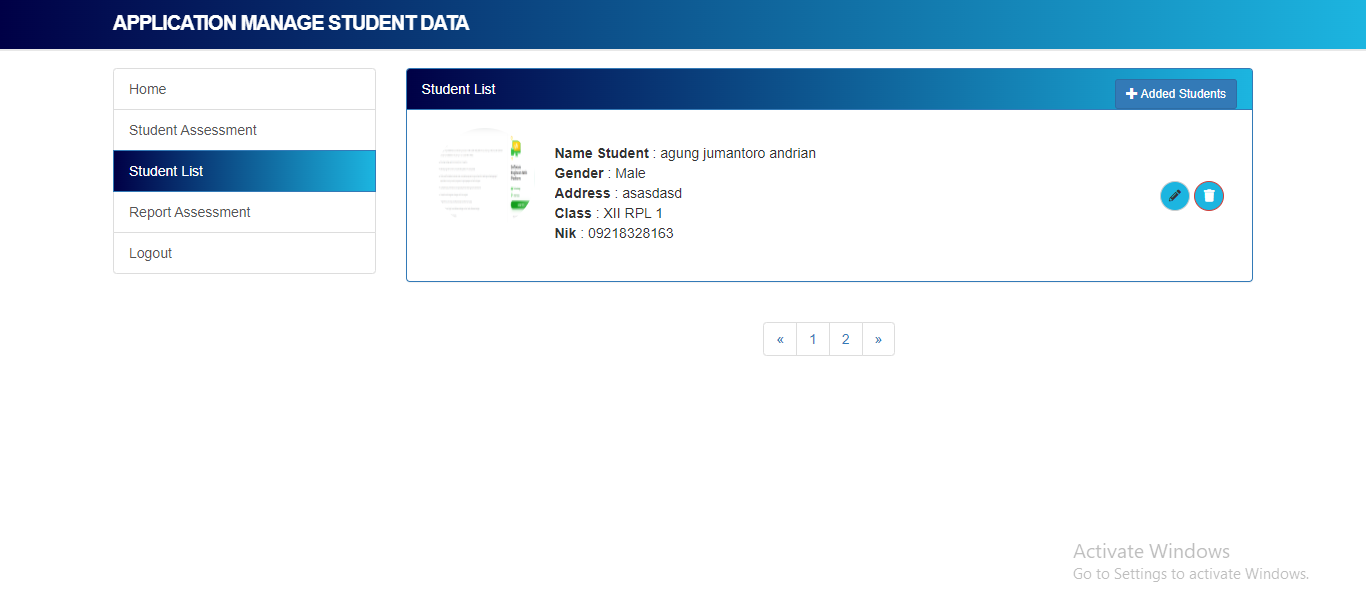 APPLICATION MANAGE STUDENT DATA
Home
Student Assessment
Student List
Report Assessment
Logout
Student List
Added Students
Name Student : agung jumantoro andrian
Gender : Male
Address : asasdasd
Class : XII RPL 1
Nik : 09218328163
« 1 2 »
Activate Windows
Go to Settings to activate Windows.